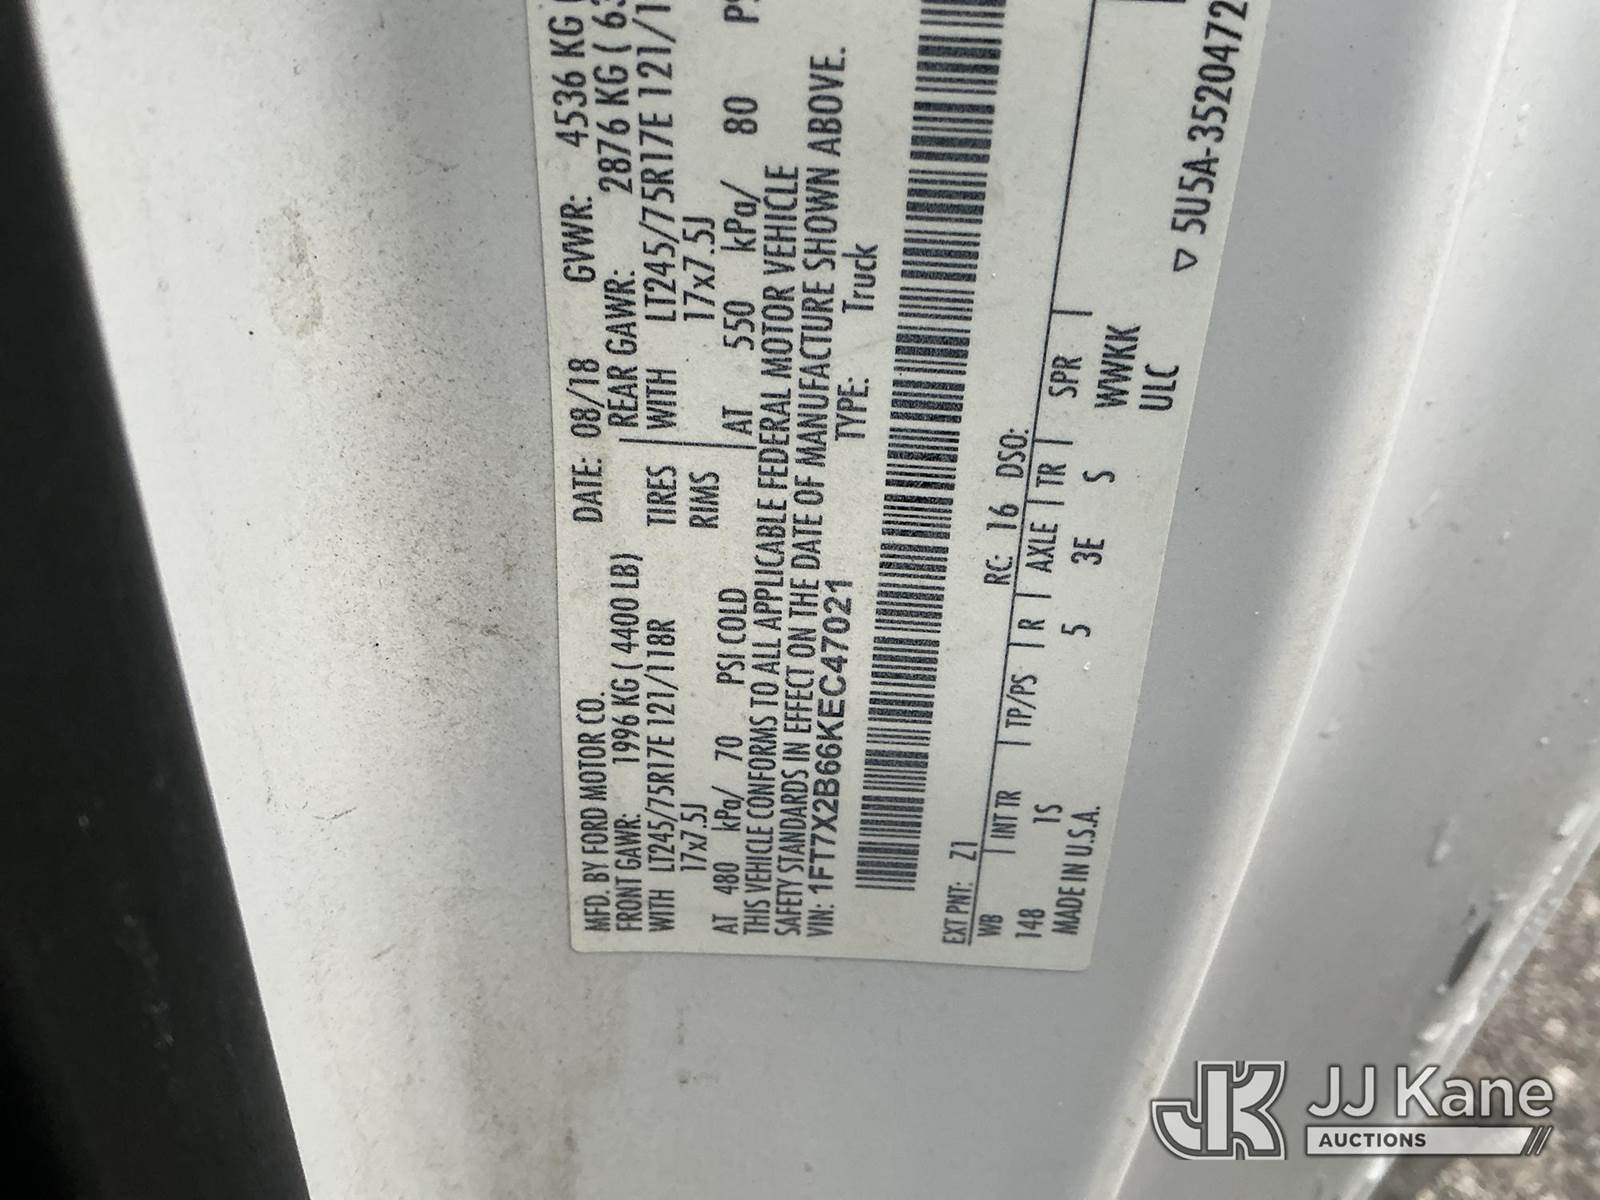 MFD. BY FORD MOTOR CO.
DATE: 08/18 GVWR: 4536 KG (
FRONT GAWR: 1996 KG ( 4400 LB) REAR GAWR: 2876 KG ( 63
WITH LT245/75R17E 121/118R TIRES WITH LT245/75R17E 121/1
17x7.5J RIMS 17x7.5J
AT 480 kPa/ 70 PSI COLD AT 550 kPa/ 80 PS
THIS VEHICLE CONFORMS TO ALL APPLICABLE FEDERAL MOTOR VEHICLE
SAFETY STANDARDS IN EFFECT ON THE DATE OF MANUFACTURE SHOWN ABOVE.
VIN: 1FT7X2B66KEC47021 TYPE: Truck
EXT PNT: Z1 RC: 16 DSO:
WB INT TR TP/PS R AXLE TR SPR
148 1S 5 3E S WWKK
MADE IN U.S.A. ULC
▽ 5U5A-3520472
JK JJ Kane
AUCTIONS